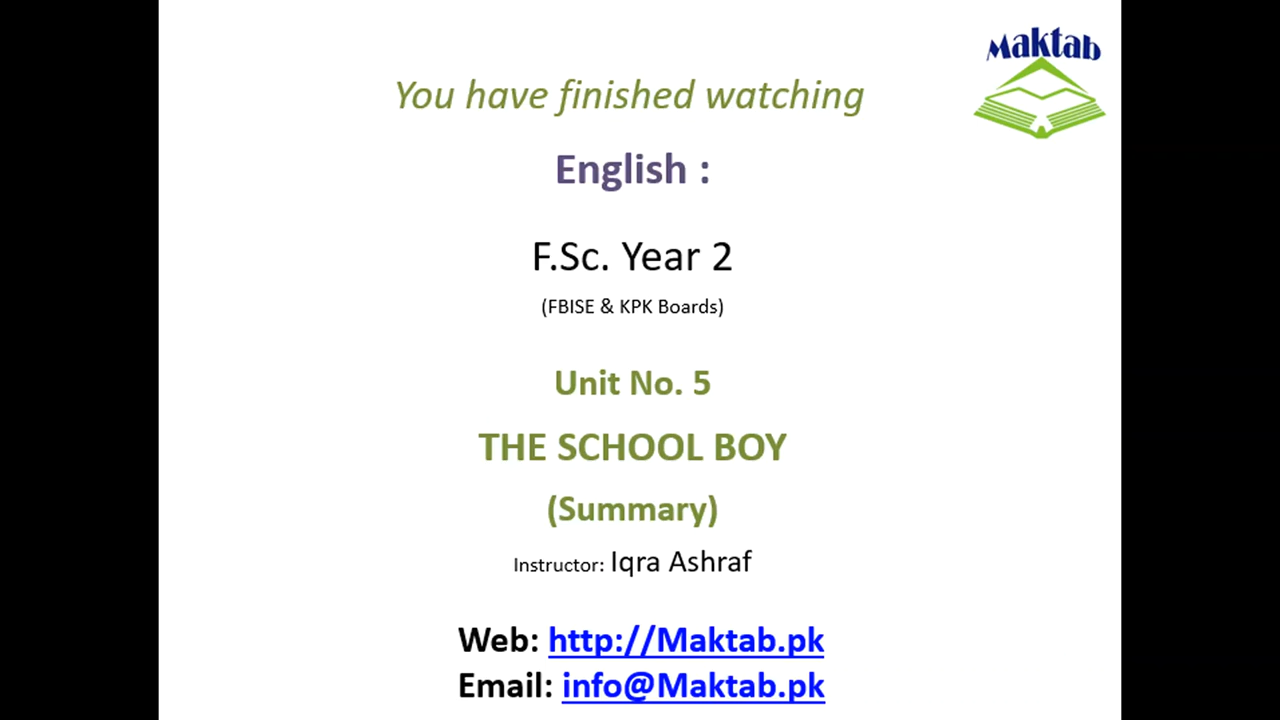 Maktab
You have finished watching
English :
F.Sc. Year 2
(FBISE & KPK Boards)
Unit No. 5
THE SCHOOL BOY
(Summary)
Instructor: Iqra Ashraf
Web: http://Maktab.pk
Email: info@Maktab.pk